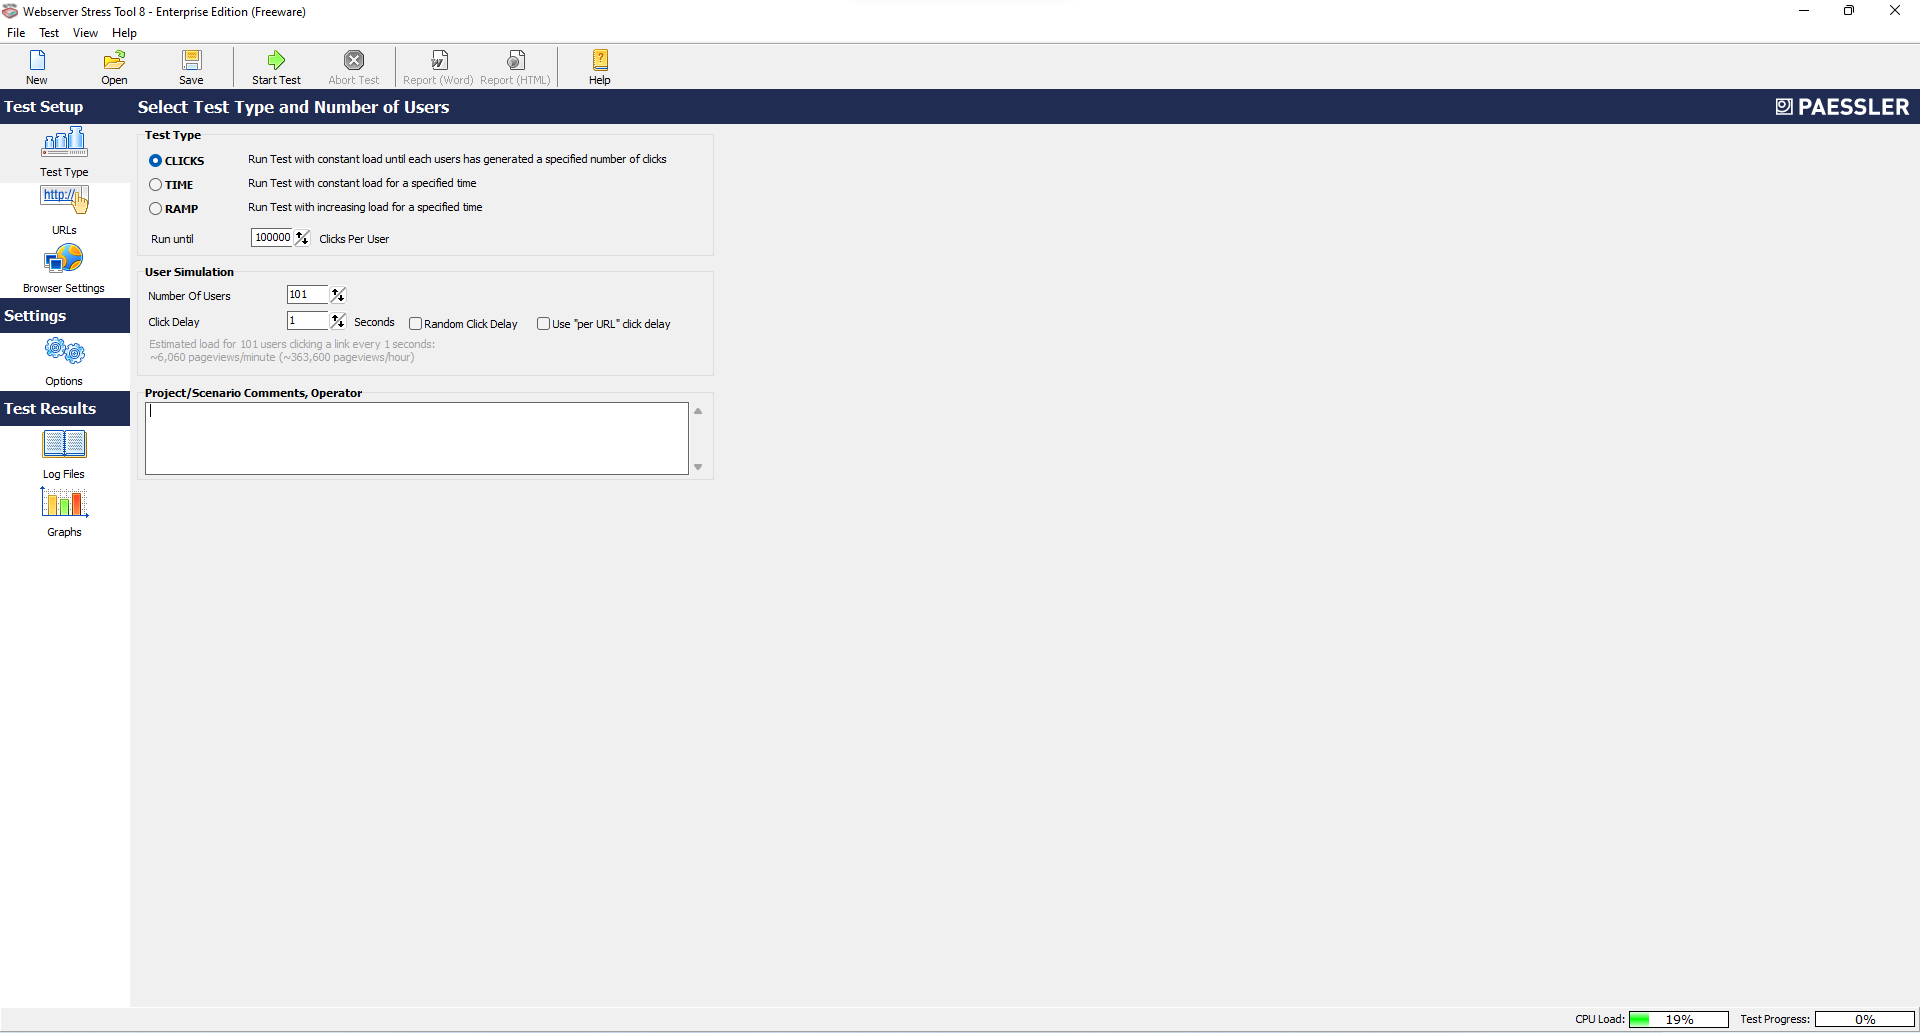 Webserver Stress Tool 8 - Enterprise Edition (Freeware)
File Test View Help
New Open Save Start Test Abort Test Report (Word) Report (HTML) Help
Test Setup
Select Test Type and Number of Users
PAESSLER
Test Type
URLs
http://
Browser Settings
Settings
Options
Test Results
Log Files
Graphs
Test Type
CLICKS Run Test with constant load until each users has generated a specified number of clicks
TIME Run Test with constant load for a specified time
RAMP Run Test with increasing load for a specified time
Run until 100000 Clicks Per User
User Simulation
Number Of Users 101
Click Delay 1 Seconds Random Click Delay Use "per URL" click delay
Estimated load for 101 users clicking a link every 1 seconds:
~6,060 pageviews/minute (~363,600 pageviews/hour)
Project/Scenario Comments, Operator
CPU Load: 19% Test Progress: 0%